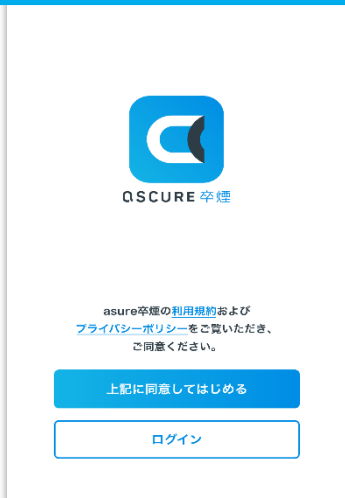 ascure 卒煙
asure卒煙の利用規約および
プライバシーポリシーをご覧いただき、
ご同意ください。
上記に同意してはじめる
ログイン